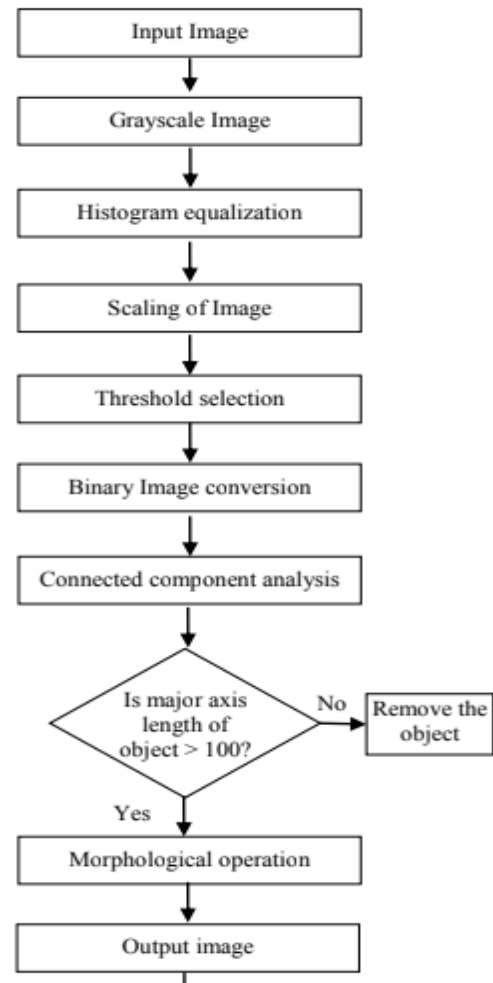 Input Image
Grayscale Image
Histogram equalization
Scaling of Image
Threshold selection
Binary Image conversion
Connected component analysis
Is major axis
length of
object > 100?
No
Remove the
object
Yes
Morphological operation
Output image